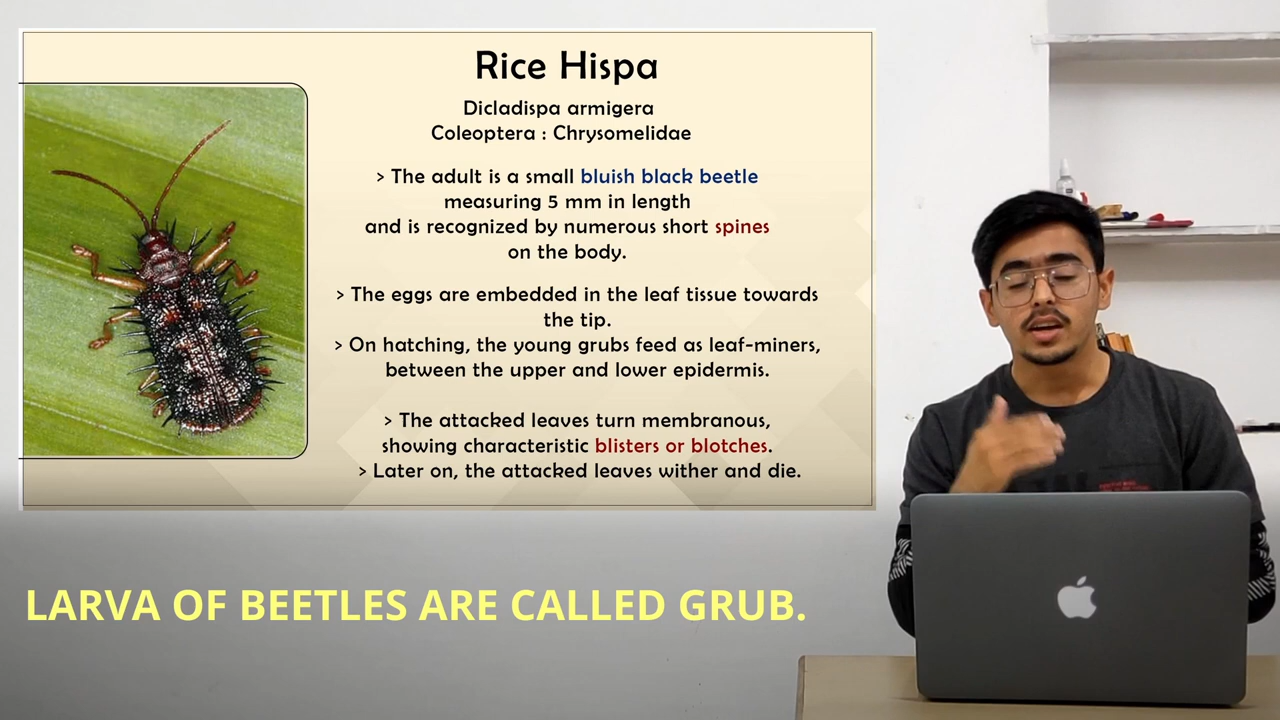 Rice Hispa
Dicladispa armigera
Coleoptera : Chrysomelidae
> The adult is a small bluish black beetle
measuring 5 mm in length
and is recognized by numerous short spines
on the body.
> The eggs are embedded in the leaf tissue towards
the tip.
> On hatching, the young grubs feed as leaf-miners,
between the upper and lower epidermis.
> The attacked leaves turn membranous,
showing characteristic blisters or blotches.
> Later on, the attacked leaves wither and die.
LARVA OF BEETLES ARE CALLED GRUB.